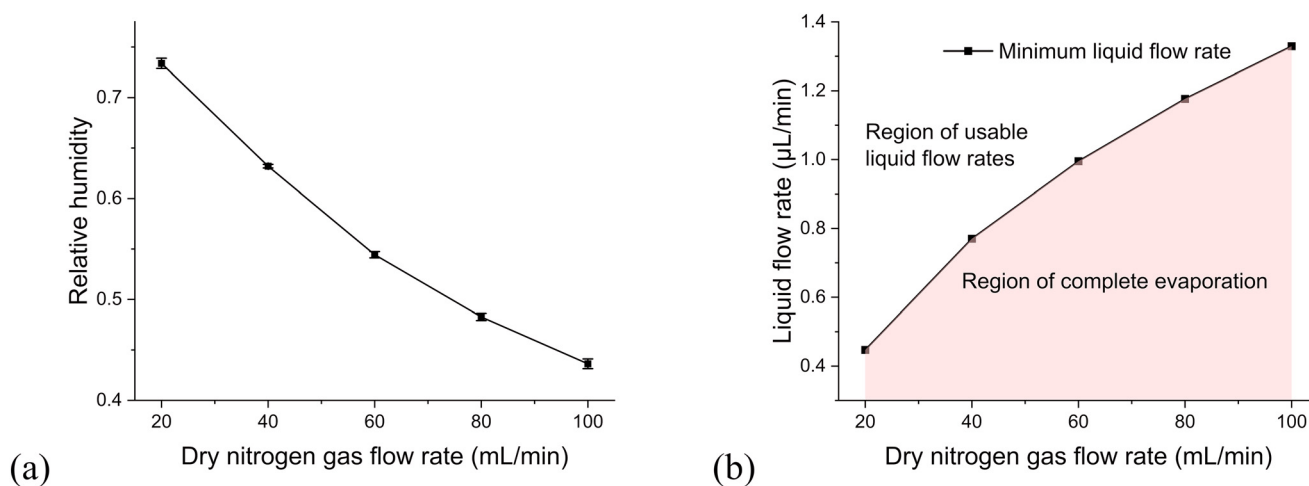 0.7
0.6
0.5
0.4
20
40
60
80
100
Relative humidity
Dry nitrogen gas flow rate (mL/min)
(a)
1.4
1.2
1.0
0.8
0.6
0.4
20
40
60
80
100
Liquid flow rate (µL/min)
Minimum liquid flow rate
Region of usable
liquid flow rates
Region of complete evaporation
Dry nitrogen gas flow rate (mL/min)
(b)